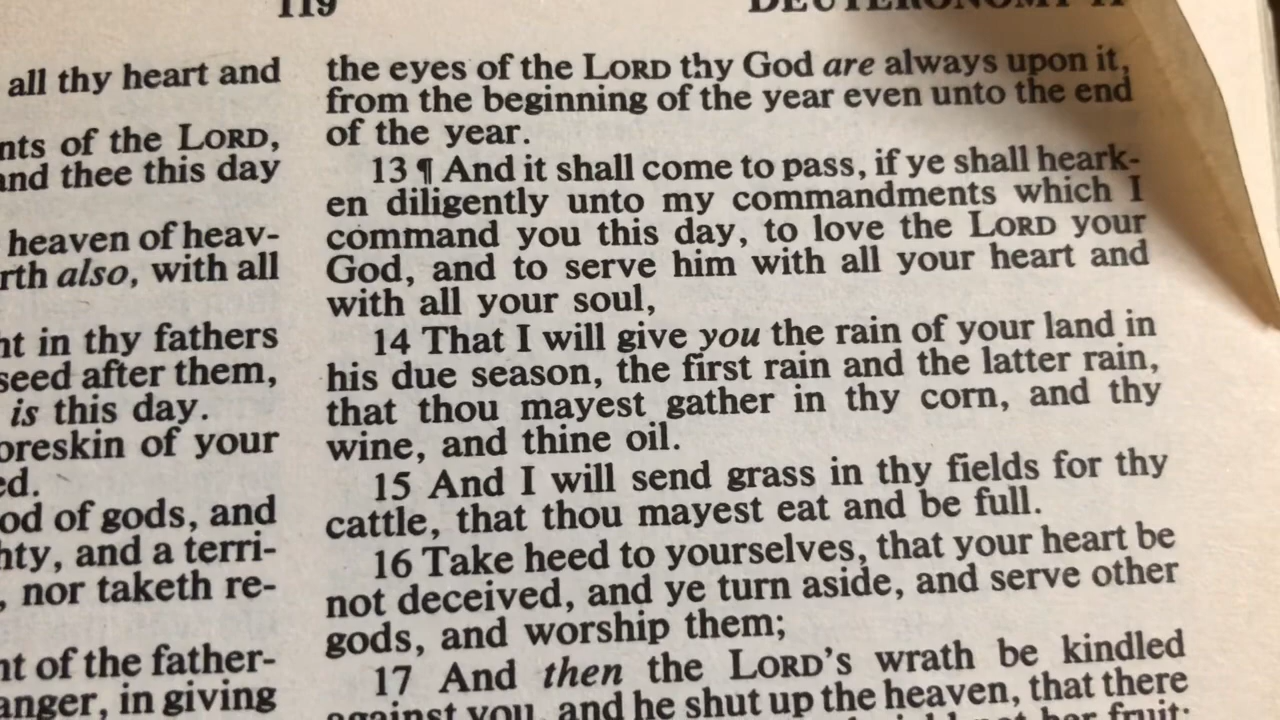 119
DEUTERONOMY 11
all thy heart and
nts of the LORD,
and thee this day
heaven of heav-
rth also, with all
nt in thy fathers
seed after them,
is this day.
oreskin of your
ed.
od of gods, and
hty, and a terri-
, nor taketh re-
nt of the father-
anger, in giving
the eyes of the LORD thy God are always upon it,
from the beginning of the year even unto the end
of the year.
13 ¶ And it shall come to pass, if ye shall heark-
en diligently unto my commandments which I
command you this day, to love the LORD your
God, and to serve him with all your heart and
with all your soul,
14 That I will give you the rain of your land in
his due season, the first rain and the latter rain,
that thou mayest gather in thy corn, and thy
wine, and thine oil.
15 And I will send grass in thy fields for thy
cattle, that thou mayest eat and be full.
16 Take heed to yourselves, that your heart be
not deceived, and ye turn aside, and serve other
gods, and worship them;
17 And then the LORD'S wrath be kindled
against you, and he shut up the heaven, that there
not her fruit;